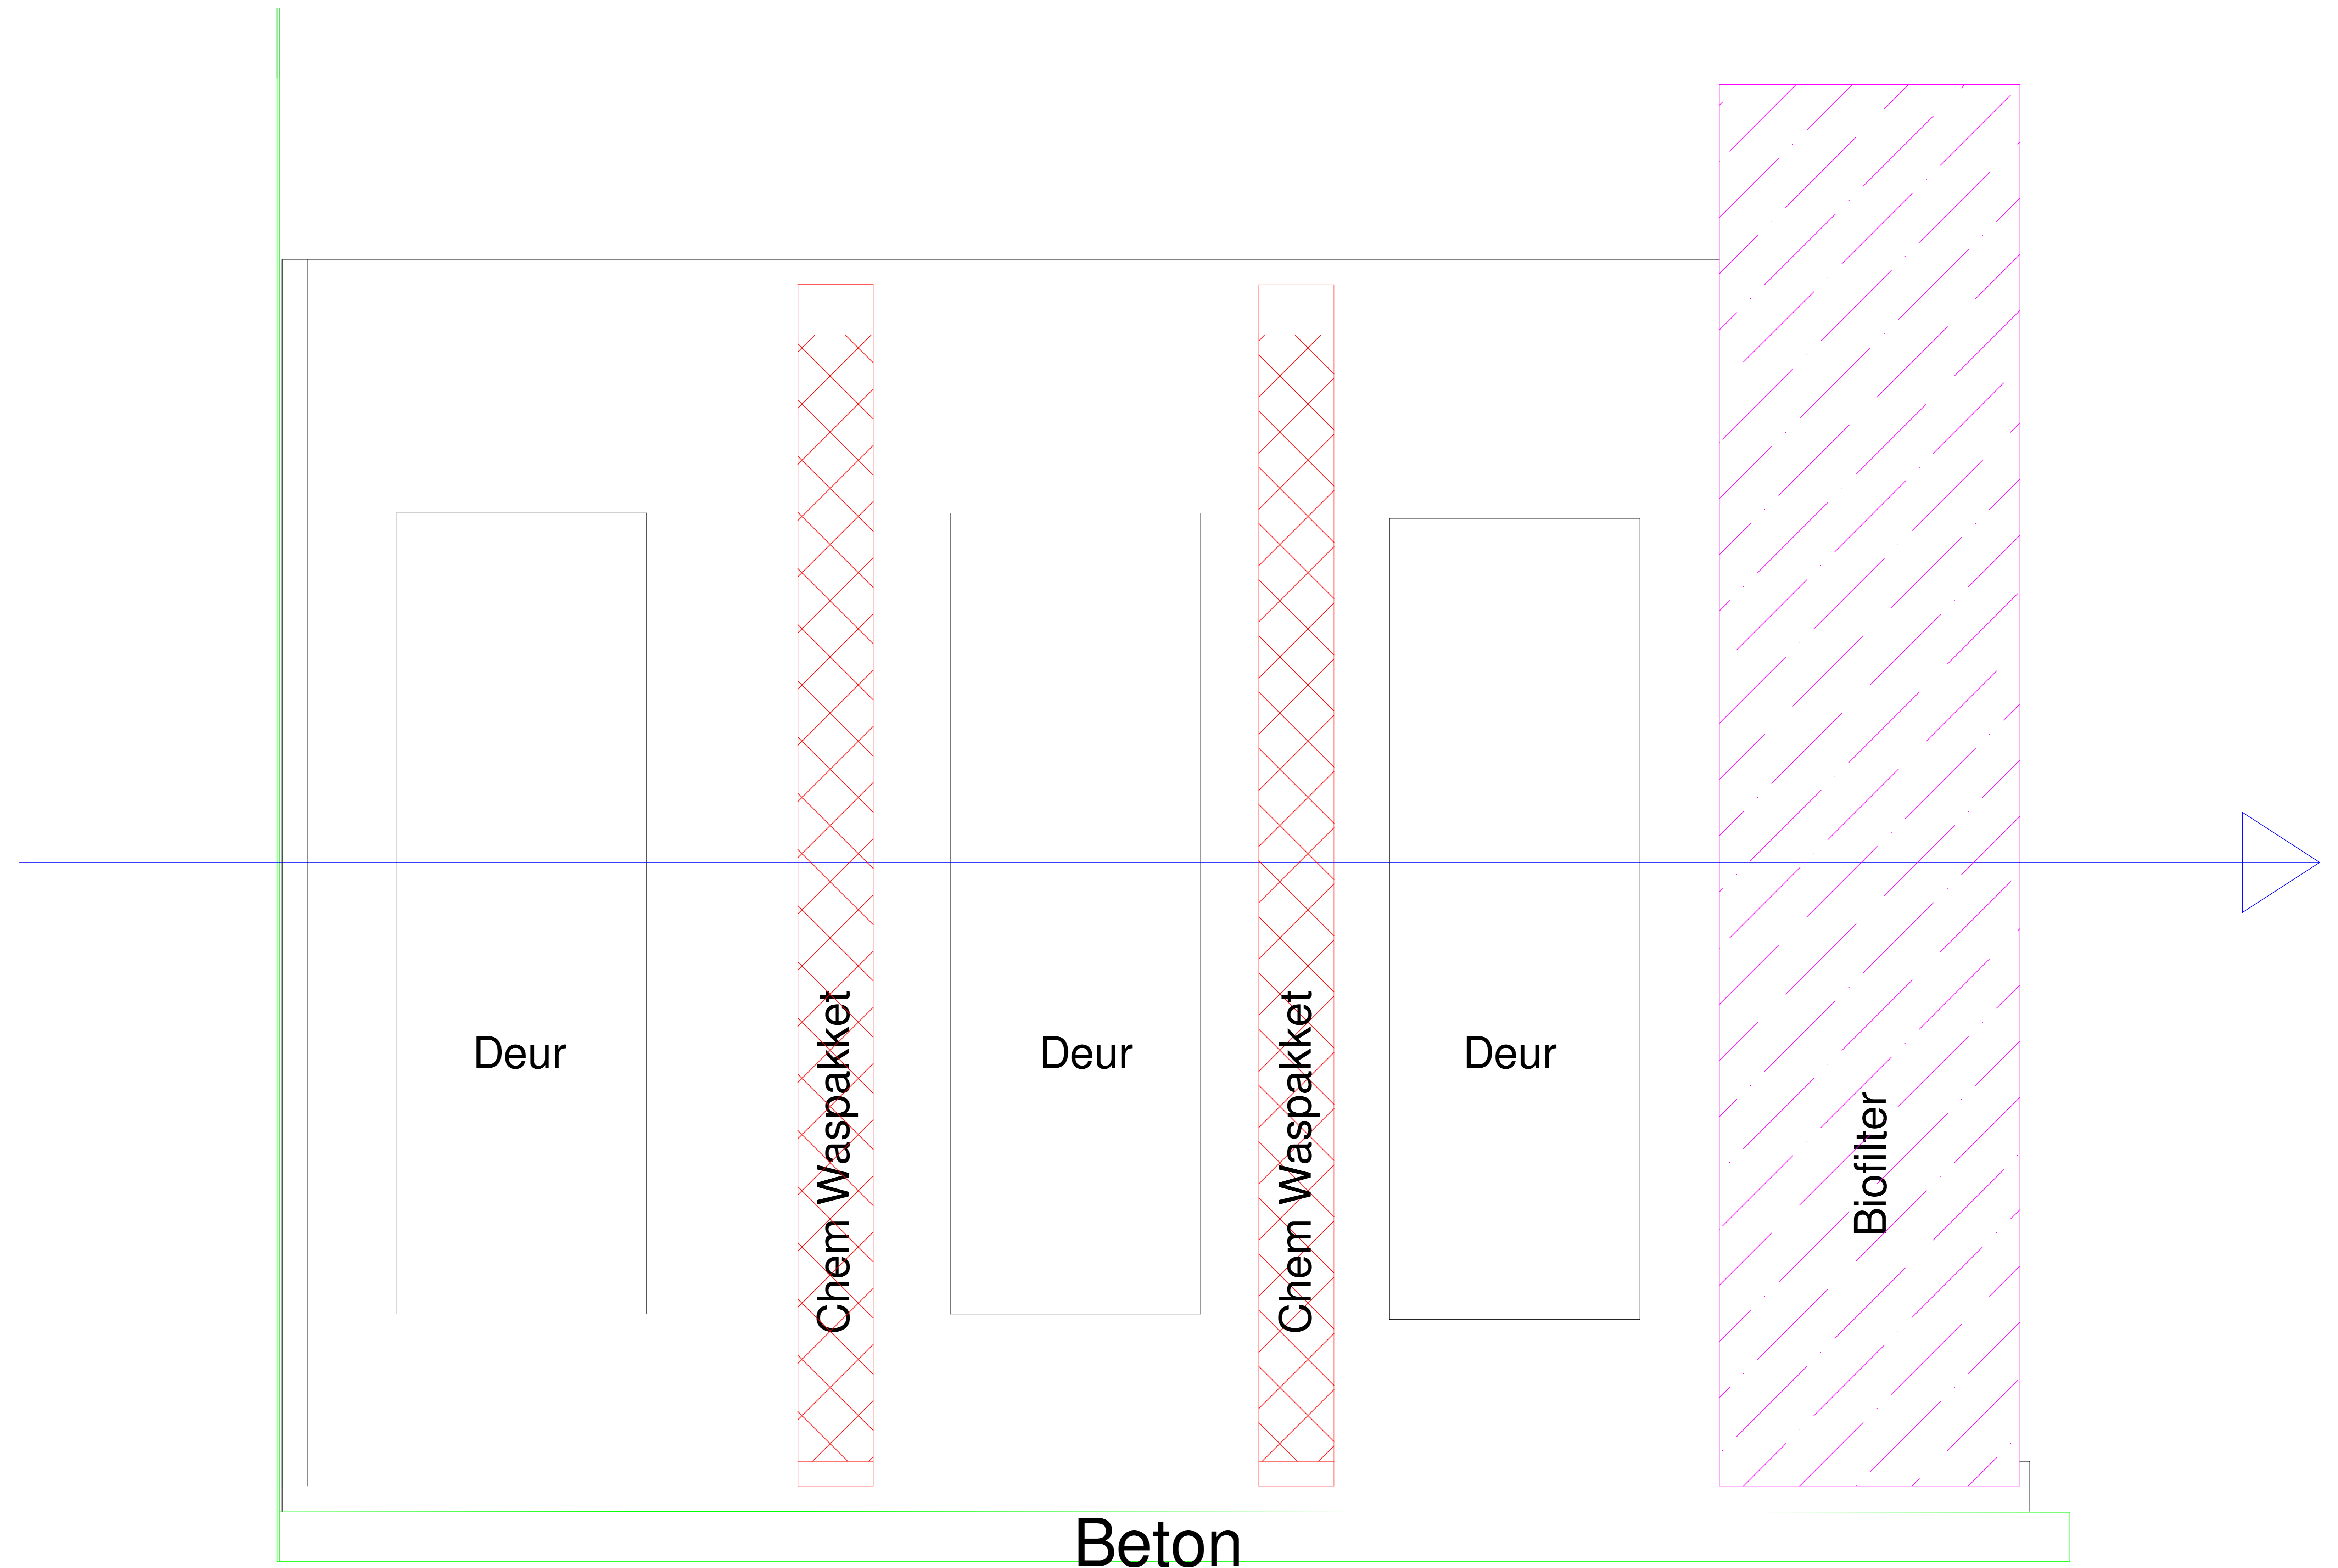 Deur
Chem Waspakket
Deur
Chem Waspakket
Deur
Biofilter
Beton